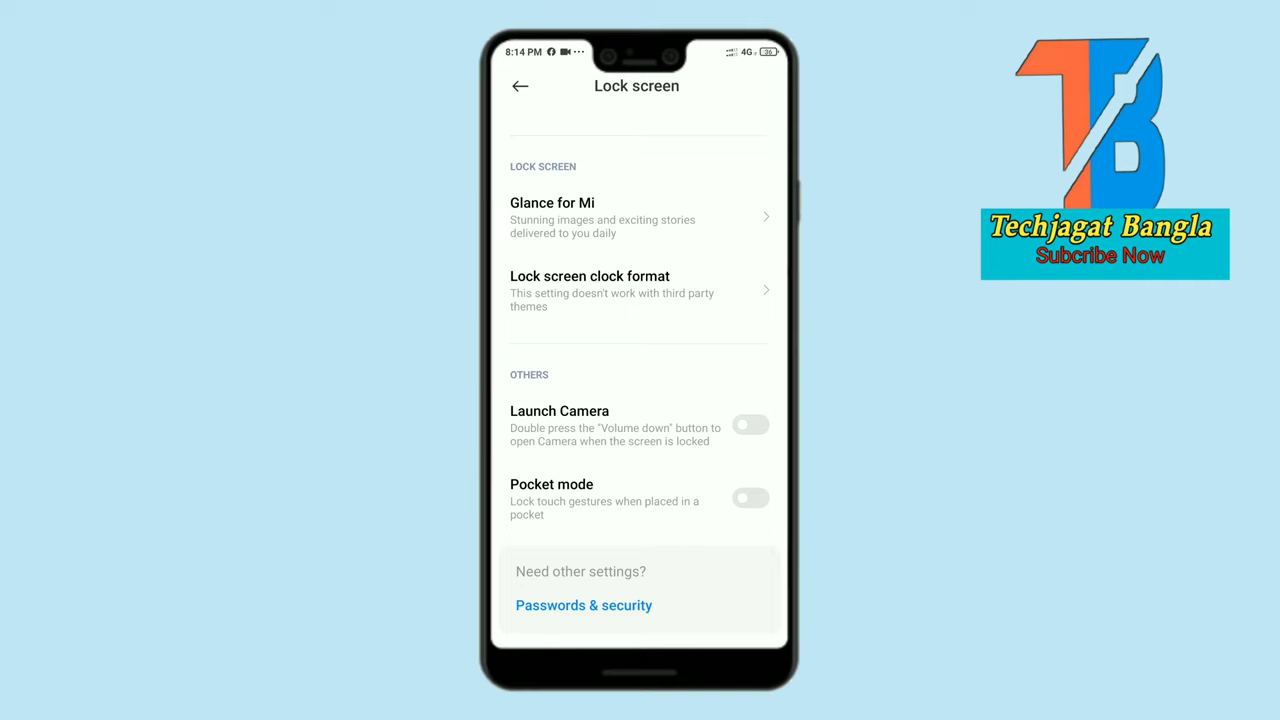 8:14 PM
4G
36
Lock screen
LOCK SCREEN
Glance for Mi
Stunning images and exciting stories
delivered to you daily
Lock screen clock format
This setting doesn't work with third party
themes
OTHERS
Launch Camera
Double press the "Volume down" button to
open Camera when the screen is locked
Pocket mode
Lock touch gestures when placed in a
pocket
Need other settings?
Passwords & security
TB
Techjagat Bangla
Subcribe Now